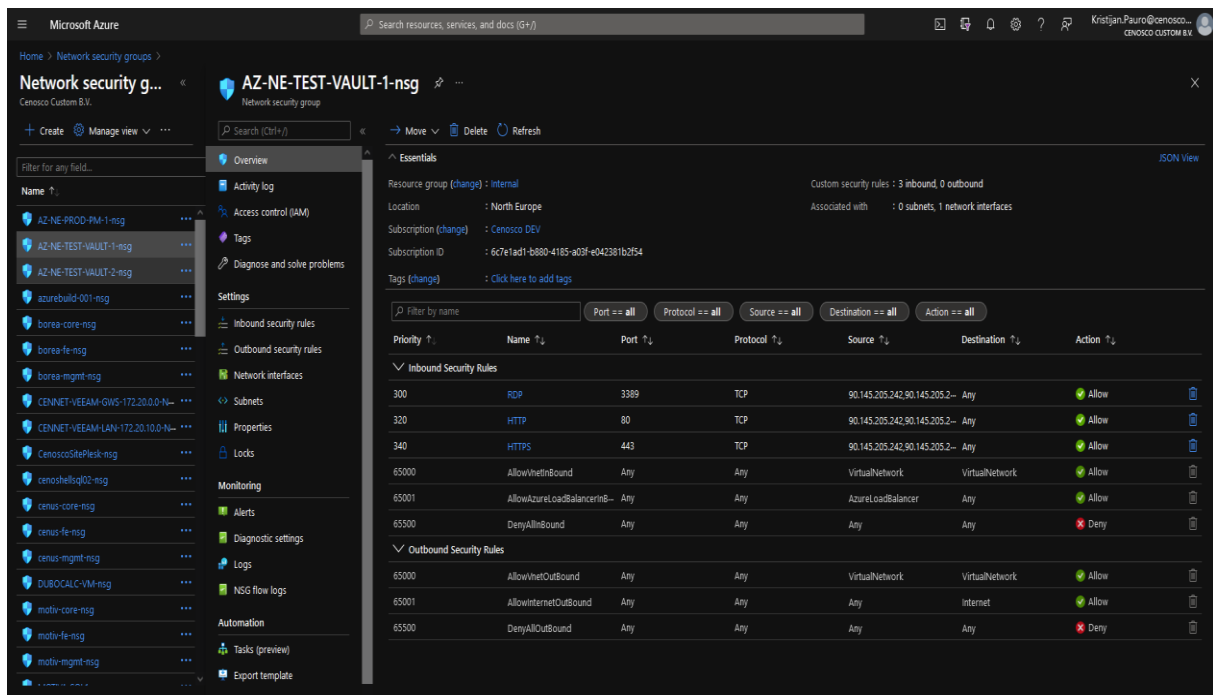 Microsoft Azure
Search resources, services, and docs (G+/)
Kristijan.Pauro@cenosco...
CENOSCO CUSTOM B.V.
Home > Network security groups >
Network security g...
Cenosco Custom B.V.
+ Create Manage view ...
Filter for any field...
Name ↑↓
AZ-NE-PROD-PM-1-nsg
AZ-NE-TEST-VAULT-1-nsg
AZ-NE-TEST-VAULT-2-nsg
azurebuild-001-nsg
borea-core-nsg
borea-fe-nsg
borea-mgmt-nsg
CENNET-VEEAM-GWS-172.20.0.0-N...
CENNET-VEEAM-LAN-172.20.10.0-N...
CenoscoSitePlesk-nsg
cenoshellsql02-nsg
cenus-core-nsg
cenus-fe-nsg
cenus-mgmt-nsg
DUBOCALC-VM-nsg
motiv-core-nsg
motiv-fe-nsg
motiv-mgmt-nsg
AZ-NE-TEST-VAULT-1-nsg ...
Network security group
Search (Ctrl+/)
Overview
Activity log
Access control (IAM)
Tags
Diagnose and solve problems
Settings
Inbound security rules
Outbound security rules
Network interfaces
Subnets
Properties
Locks
Monitoring
Alerts
Diagnostic settings
Logs
NSG flow logs
Automation
Tasks (preview)
Export template
Move Delete Refresh
Essentials JSON View
Resource group (change) : Internal Custom security rules : 3 inbound, 0 outbound
Location : North Europe Associated with : 0 subnets, 1 network interfaces
Subscription (change) : Cenosco DEV
Subscription ID : 6c7e1ad1-b880-4185-a03f-e042381b2f54
Tags (change) : Click here to add tags
Filter by name Port == all Protocol == all Source == all Destination == all Action == all
Priority ↑ Name ↑↓ Port ↑↓ Protocol ↑↓ Source ↑↓ Destination ↑↓ Action ↑↓
Inbound Security Rules
300 RDP 3389 TCP 90.145.205.242,90.145.205.2... Any Allow
320 HTTP 80 TCP 90.145.205.242,90.145.205.2... Any Allow
340 HTTPS 443 TCP 90.145.205.242,90.145.205.2... Any Allow
65000 AllowVnetInBound Any Any VirtualNetwork VirtualNetwork Allow
65001 AllowAzureLoadBalancerInB... Any Any AzureLoadBalancer Any Allow
65500 DenyAllInBound Any Any Any Any Deny
Outbound Security Rules
65000 AllowVnetOutBound Any Any VirtualNetwork VirtualNetwork Allow
65001 AllowInternetOutBound Any Any Any Internet Allow
65500 DenyAllOutBound Any Any Any Any Deny